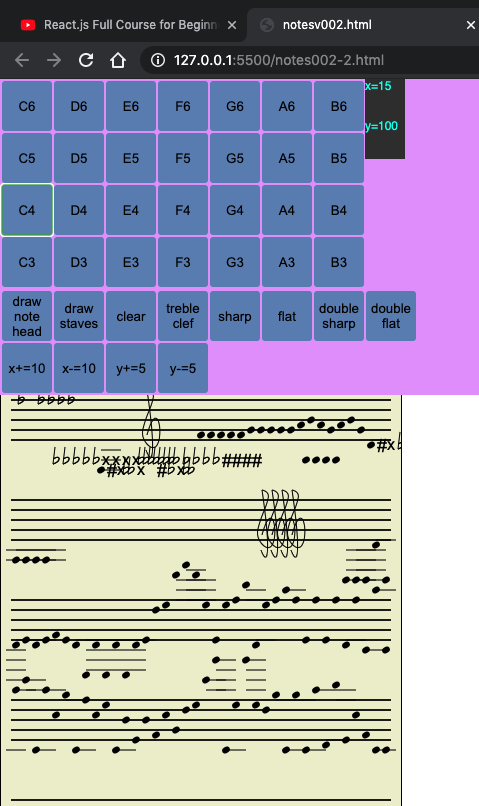 React.js Full Course for Beginn
notesv002.html
127.0.0.1:5500/notes002-2.html
C6 D6 E6 F6 G6 A6 B6
x=15
C5 D5 E5 F5 G5 A5 B5
y=100
C4 D4 E4 F4 G4 A4 B4
C3 D3 E3 F3 G3 A3 B3
draw note head
draw staves
clear
treble clef
sharp
flat
double sharp
double flat
x+=10 x-=10 y+=5 y-=5